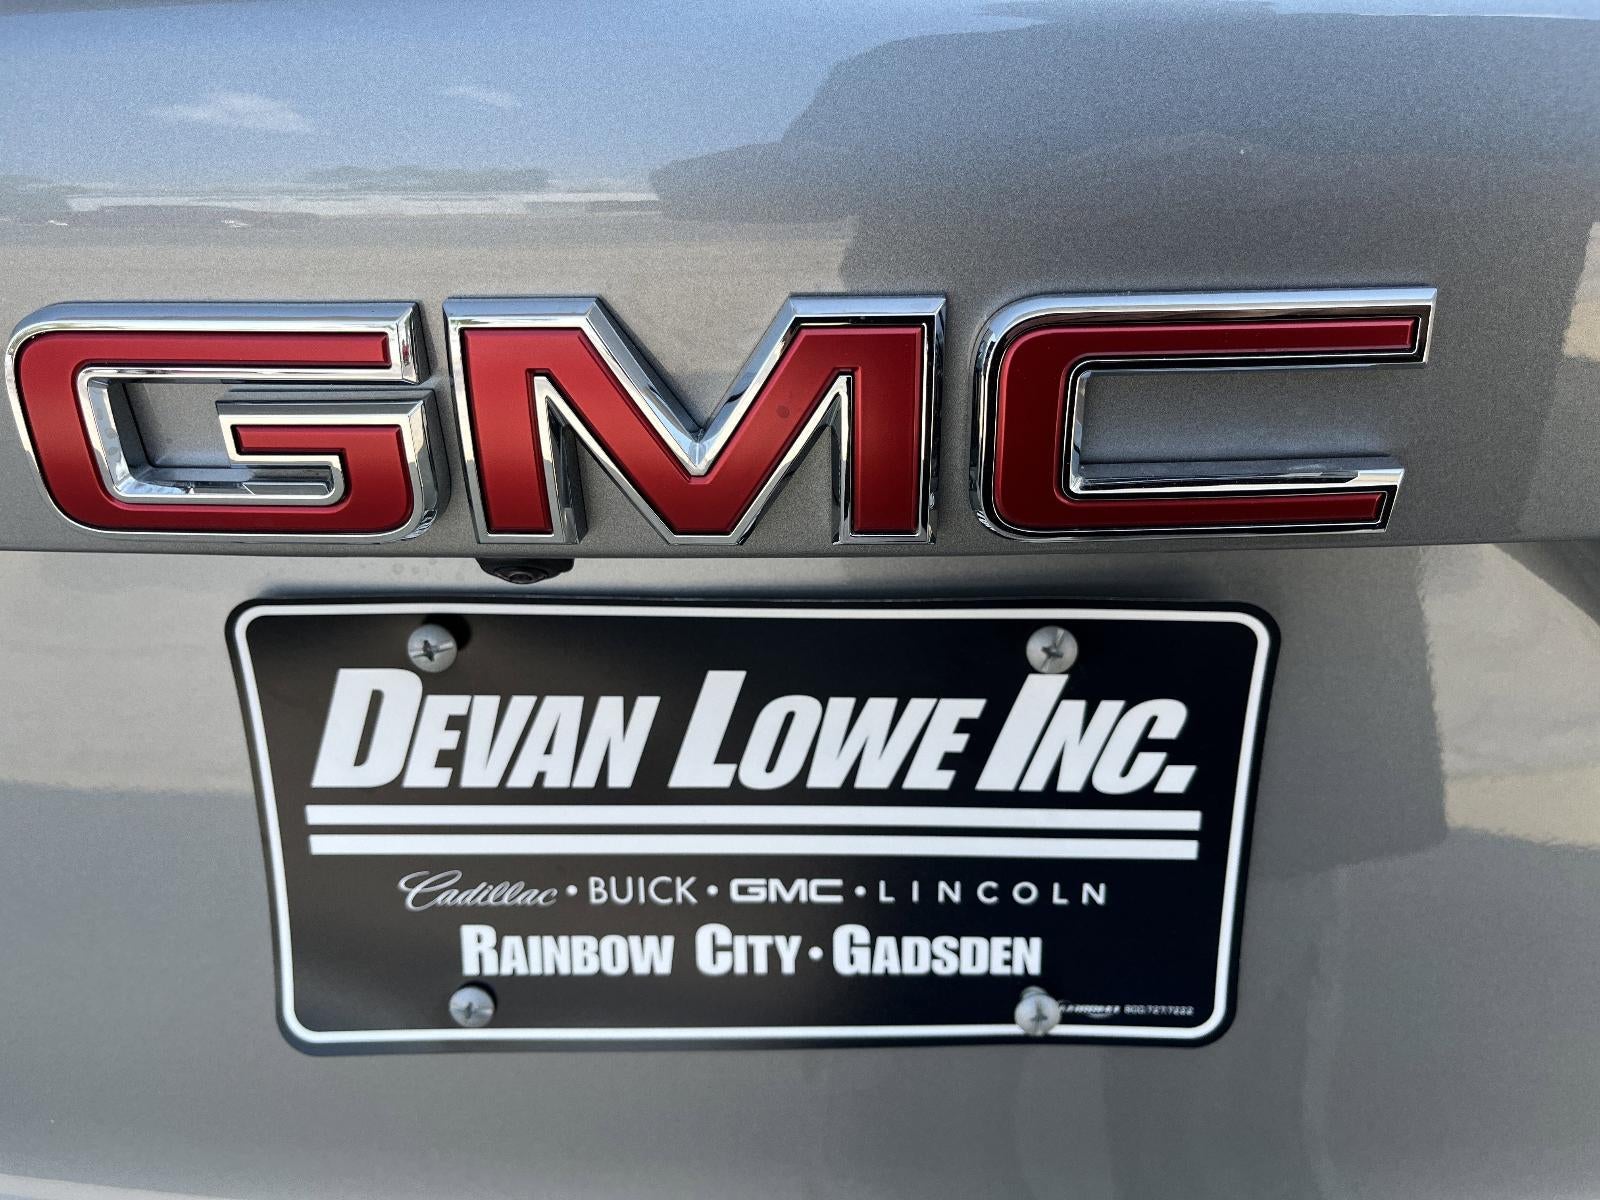 GMC
DEVAN LOWE INC.
Cadillac • BUICK • GMC • LINCOLN
RAINBOW CITY • GADSDEN